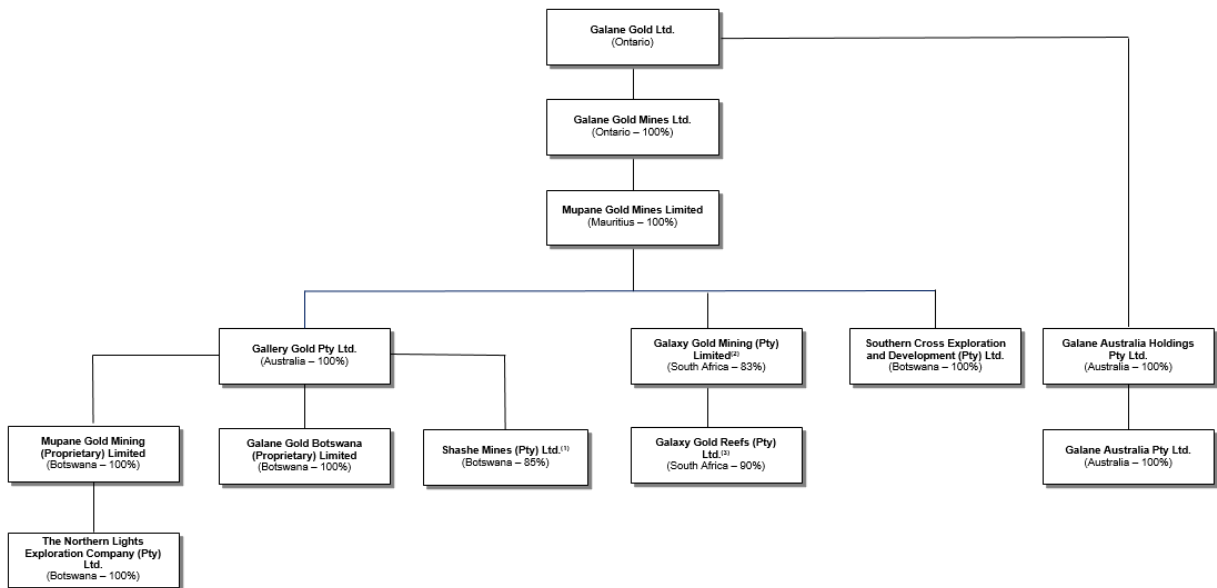 Galane Gold Ltd.
(Ontario)
Galane Gold Mines Ltd.
(Ontario – 100%)
Mupane Gold Mines Limited
(Mauritius – 100%)
Gallery Gold Pty Ltd.
(Australia – 100%)
Galaxy Gold Mining (Pty)
Limited(2)
(South Africa – 83%)
Southern Cross Exploration
and Development (Pty) Ltd.
(Botswana – 100%)
Galane Australia Holdings
Pty Ltd.
(Australia – 100%)
Mupane Gold Mining
(Proprietary) Limited
(Botswana – 100%)
Galane Gold Botswana
(Proprietary) Limited
(Botswana – 100%)
Shashe Mines (Pty) Ltd.(1)
(Botswana – 85%)
Galaxy Gold Reefs (Pty)
Ltd.(3)
(South Africa – 90%)
Galane Australia Pty Ltd.
(Australia – 100%)
The Northern Lights
Exploration Company (Pty)
Ltd.
(Botswana – 100%)